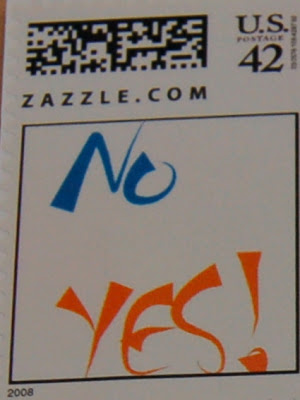 U.S.
POSTAGE
42
ZAZZLE.COM
No
YES!
2008